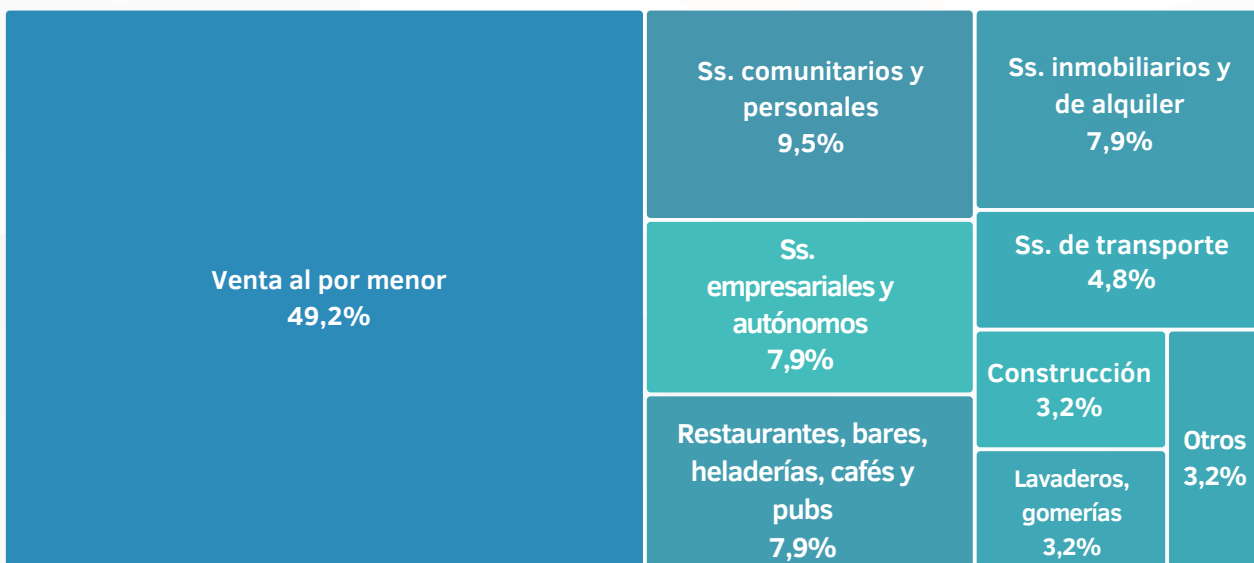 Venta al por menor
49,2%
Ss. comunitarios y
personales
9,5%
Ss.
empresariales y
autónomos
7,9%
Restaurantes, bares,
heladerías, cafés y
pubs
7,9%
Ss. inmobiliarios y
de alquiler
7,9%
Ss. de transporte
4,8%
Construcción
3,2%
Lavaderos,
gomerías
3,2%
Otros
3,2%